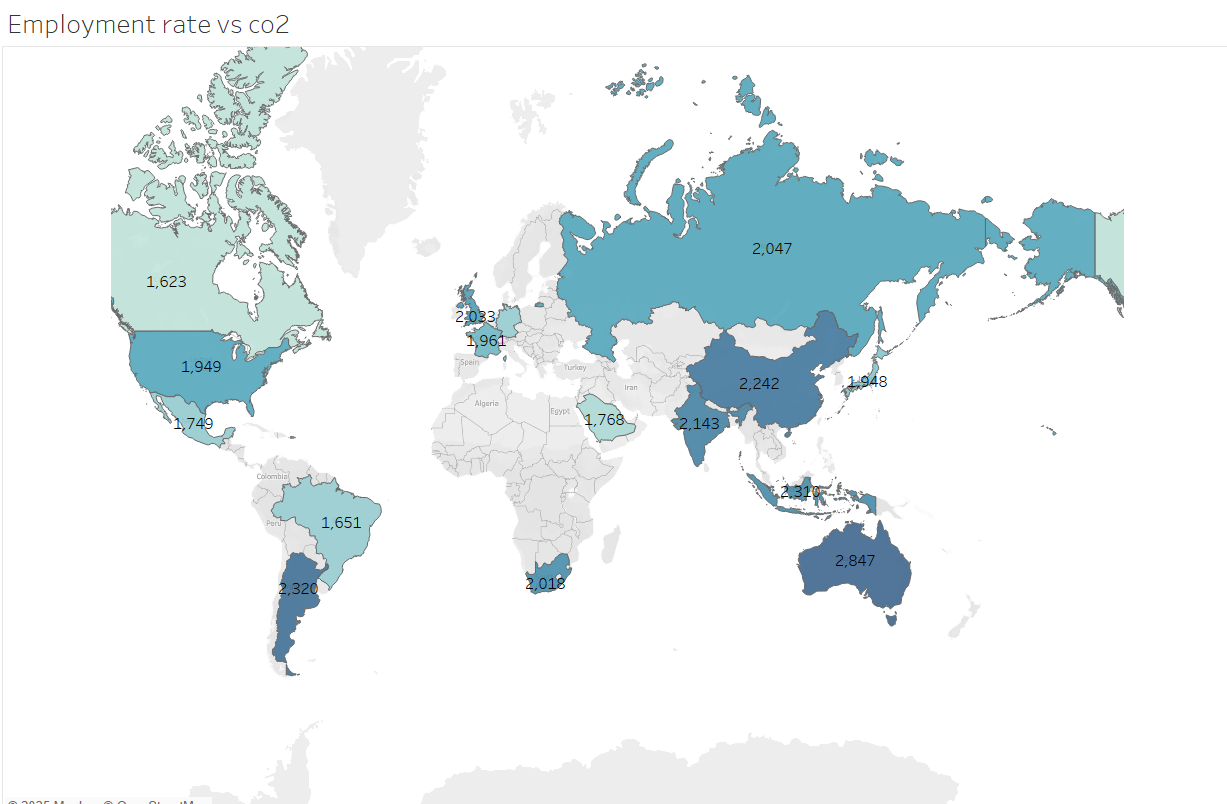 Employment rate vs co2
1,623
2,047
2,033
1,961
1,949
Spain
Turkey
2,242
1,948
Iran
Algeria
Egypt
1,768
2,143
1,749
Colombia
2,310
Peru
1,651
2,847
2,018
2,320